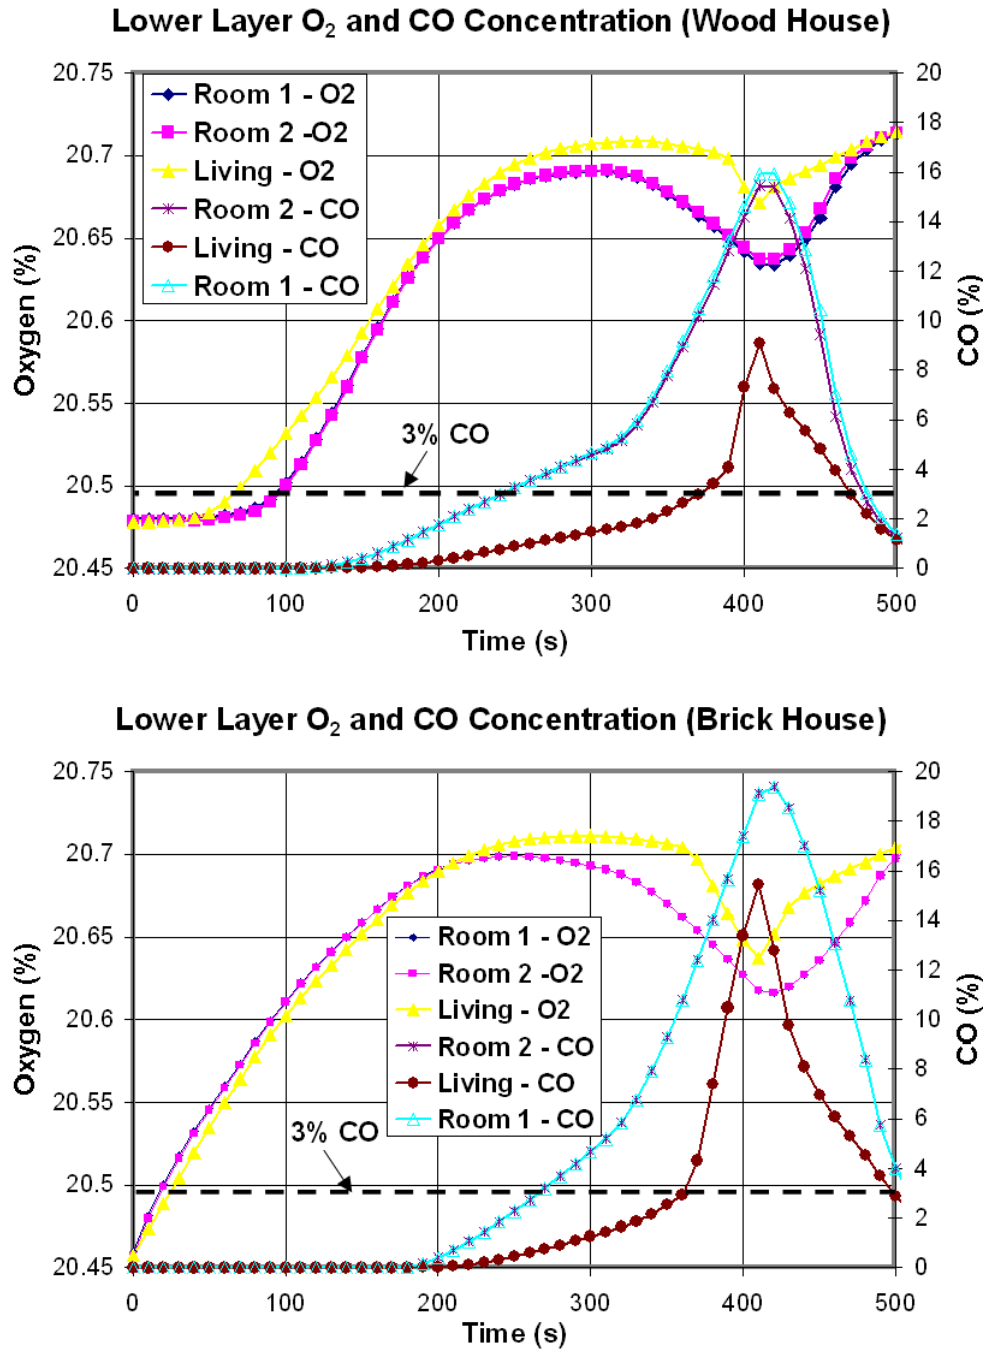 Lower Layer O₂ and CO Concentration (Wood House)
20.75
20.7
20.65
20.6
20.55
20.5
20.45
Oxygen (%)
Room 1 - O2
Room 2 -O2
Living - O2
Room 2 - CO
Living - CO
Room 1 - CO
3% CO
20
18
16
14
12
10
8
6
4
2
0
CO (%)
0 100 200 300 400 500
Time (s)
Lower Layer O₂ and CO Concentration (Brick House)
20.75
20.7
20.65
20.6
20.55
20.5
20.45
Oxygen (%)
Room 1 - O2
Room 2 -O2
Living - O2
Room 2 - CO
Living - CO
Room 1 - CO
3% CO
20
18
16
14
12
10
8
6
4
2
0
CO (%)
0 100 200 300 400 500
Time (s)